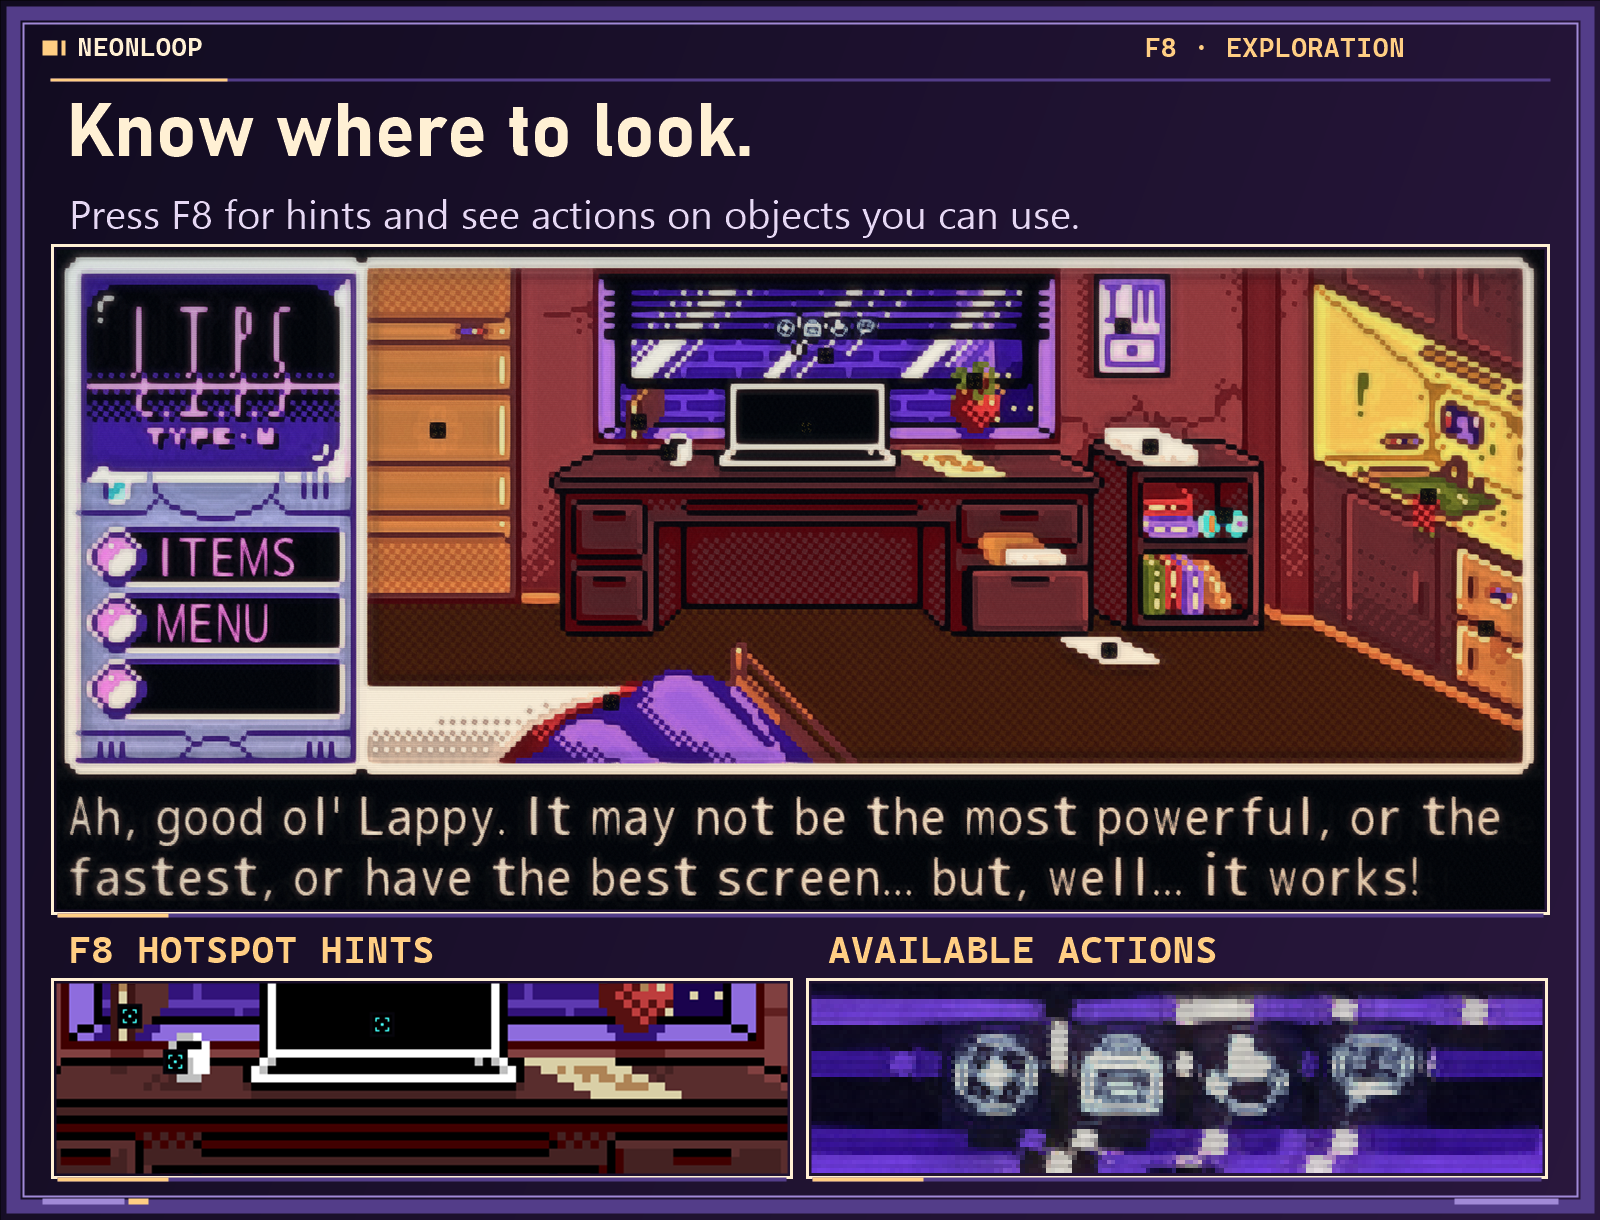 NEONLOOP
F8 · EXPLORATION
Know where to look.
Press F8 for hints and see actions on objects you can use.
L.I.P.S
TYPE-W
ITEMS
MENU
!
Ah, good ol' Lappy. It may not be the most powerful, or the
fastest, or have the best screen... but, well... it works!
F8 HOTSPOT HINTS
AVAILABLE ACTIONS